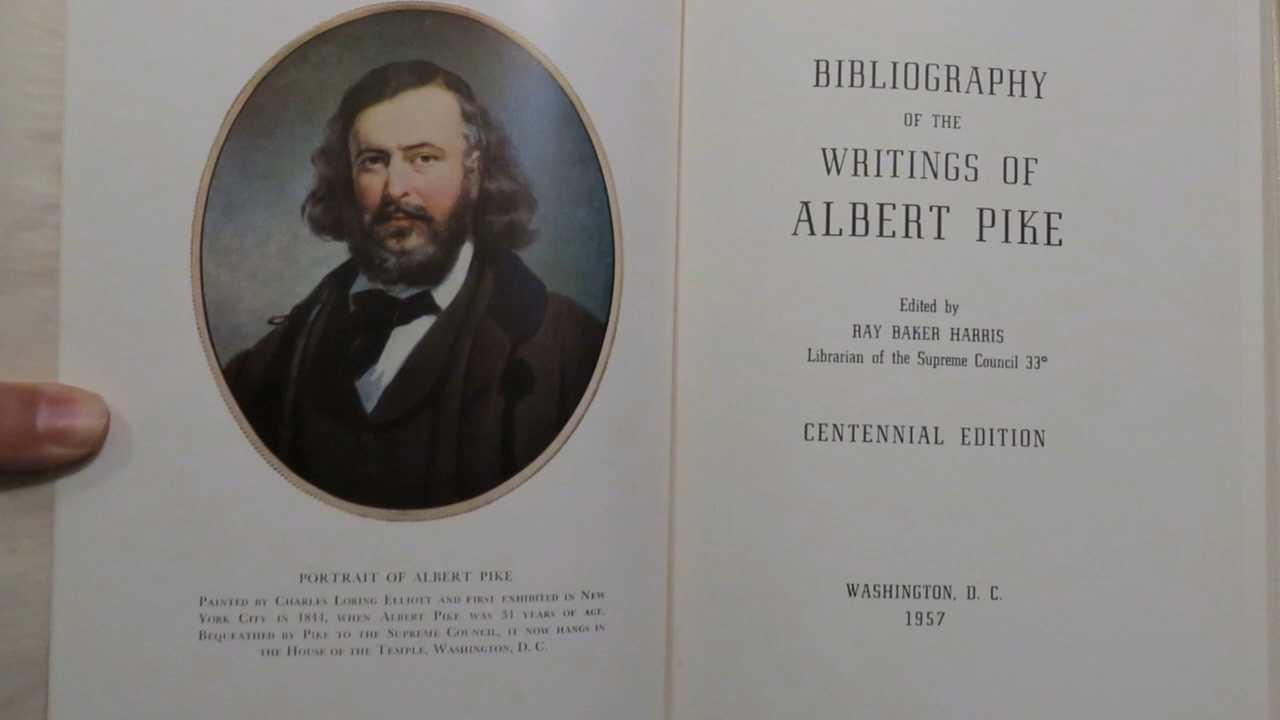 PORTRAIT OF ALBERT PIKE
PAINTED BY CHARLES LORING ELLIOTT AND FIRST EXHIBITED IN NEW
YORK CITY IN 1844, WHEN ALBERT PIKE WAS 34 YEARS OF AGE.
BEQUEATHED BY PIKE TO THE SUPREME COUNCIL, IT NOW HANGS IN
THE HOUSE OF THE TEMPLE, WASHINGTON, D. C.
BIBLIOGRAPHY
OF THE
WRITINGS OF
ALBERT PIKE
Edited by
RAY BAKER HARRIS
Librarian of the Supreme Council 33°
CENTENNIAL EDITION
WASHINGTON, D. C.
1957